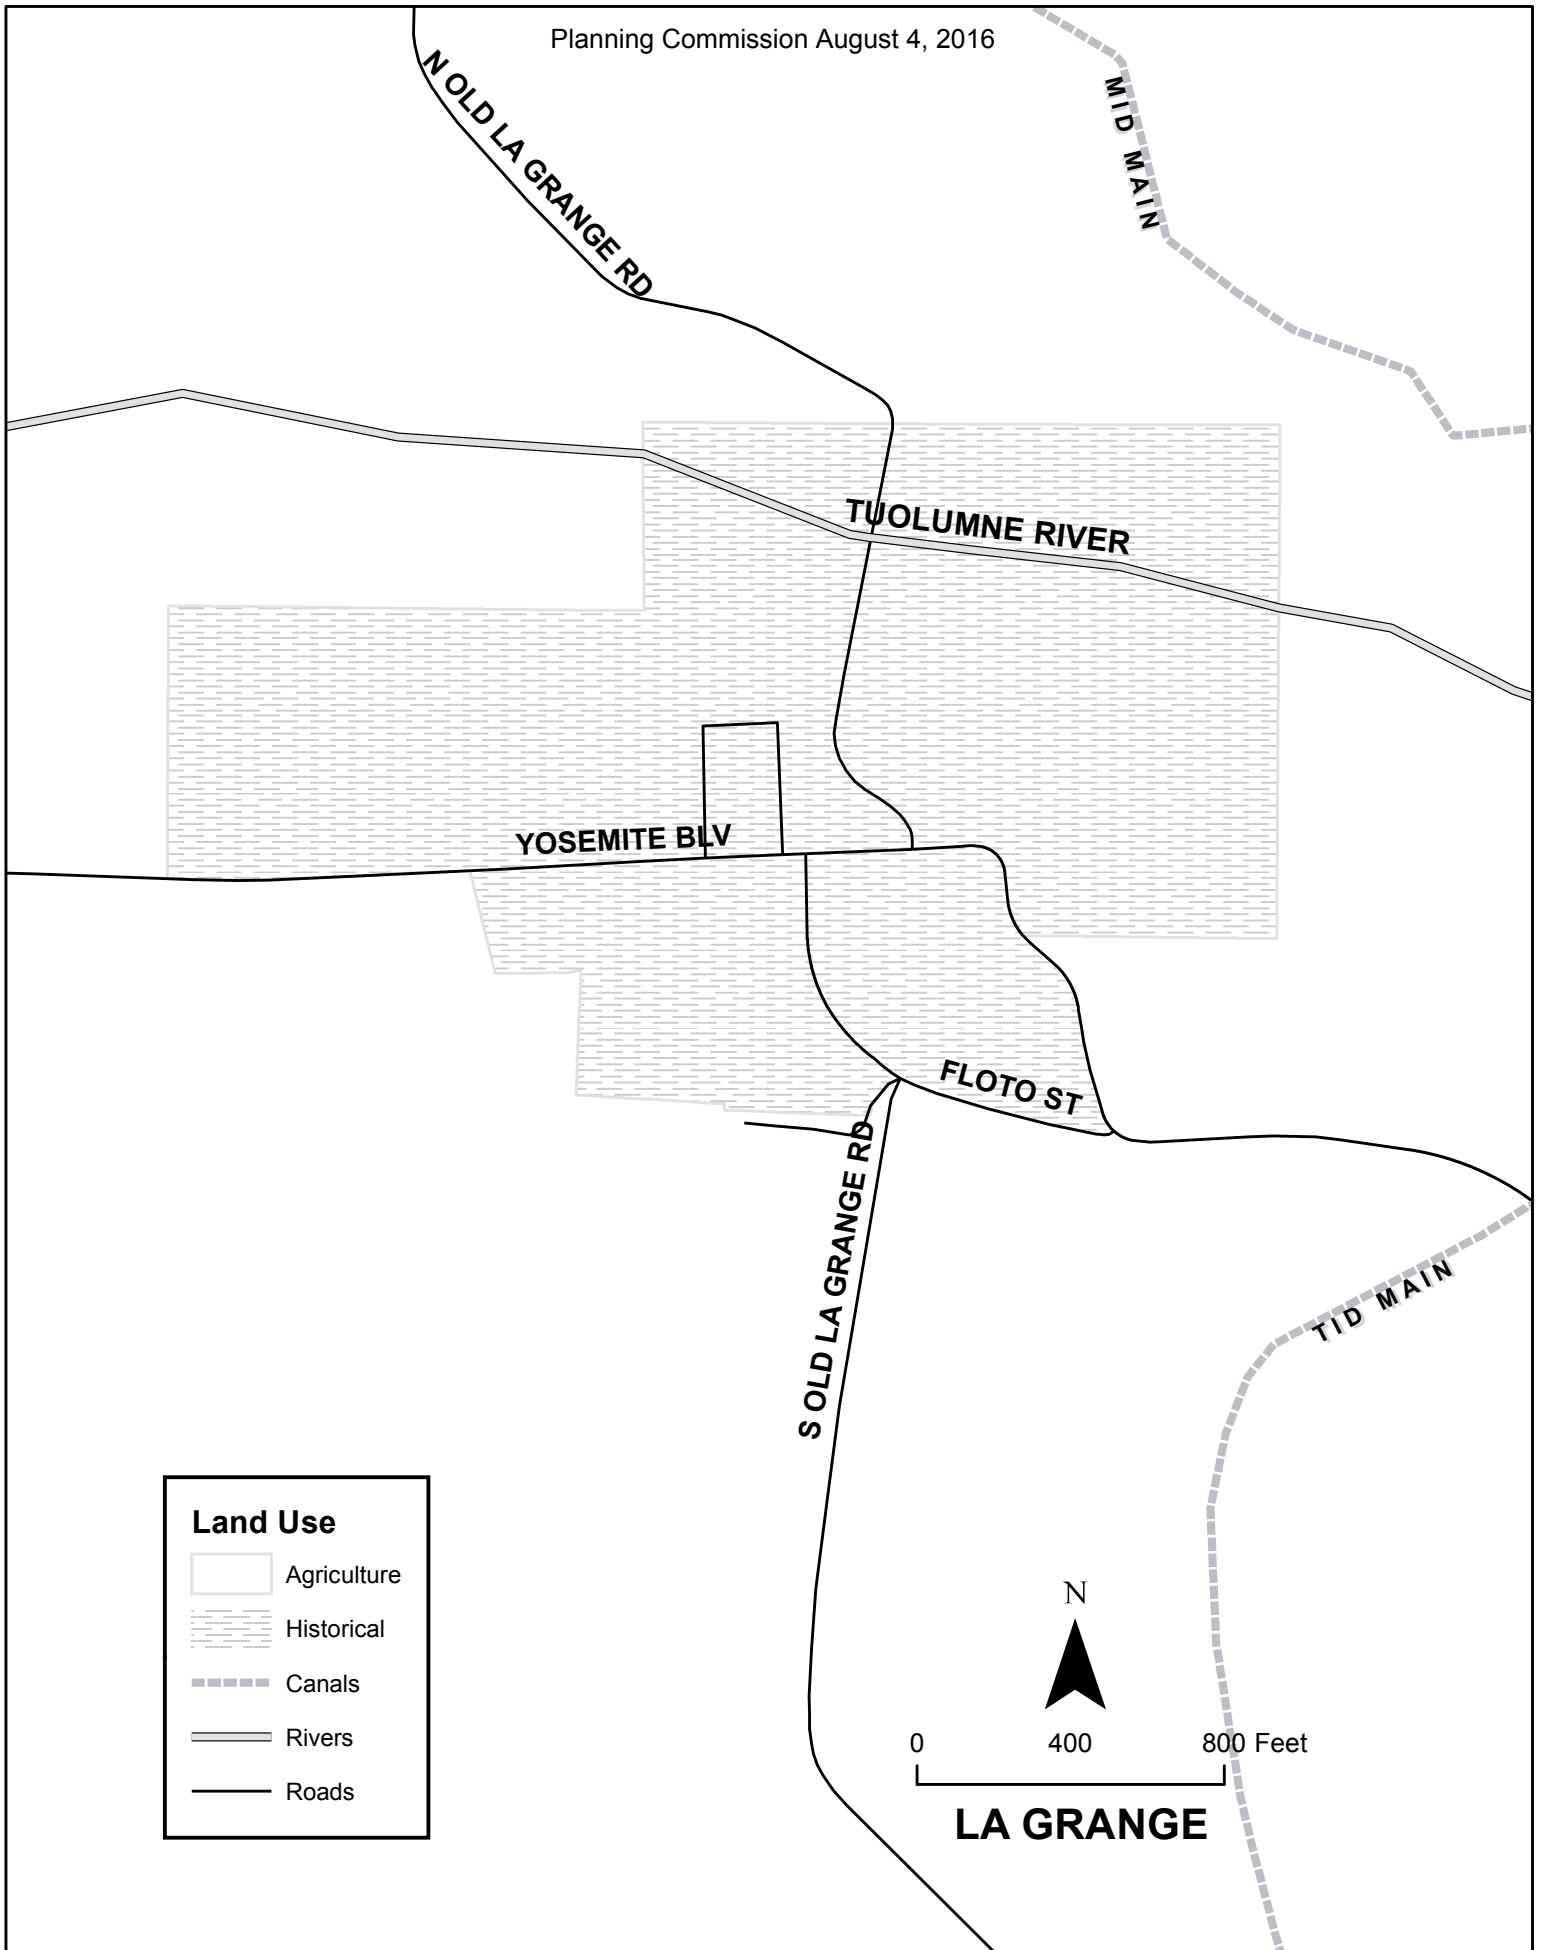 Planning Commission August 4, 2016
N OLD LA GRANGE RD
MID MAIN
TUOLUMNE RIVER
YOSEMITE BLV
FLOTO ST
S OLD LA GRANGE RD
TID MAIN
Land Use
Agriculture
Historical
Canals
Rivers
Roads
N
0 400 800 Feet
LA GRANGE